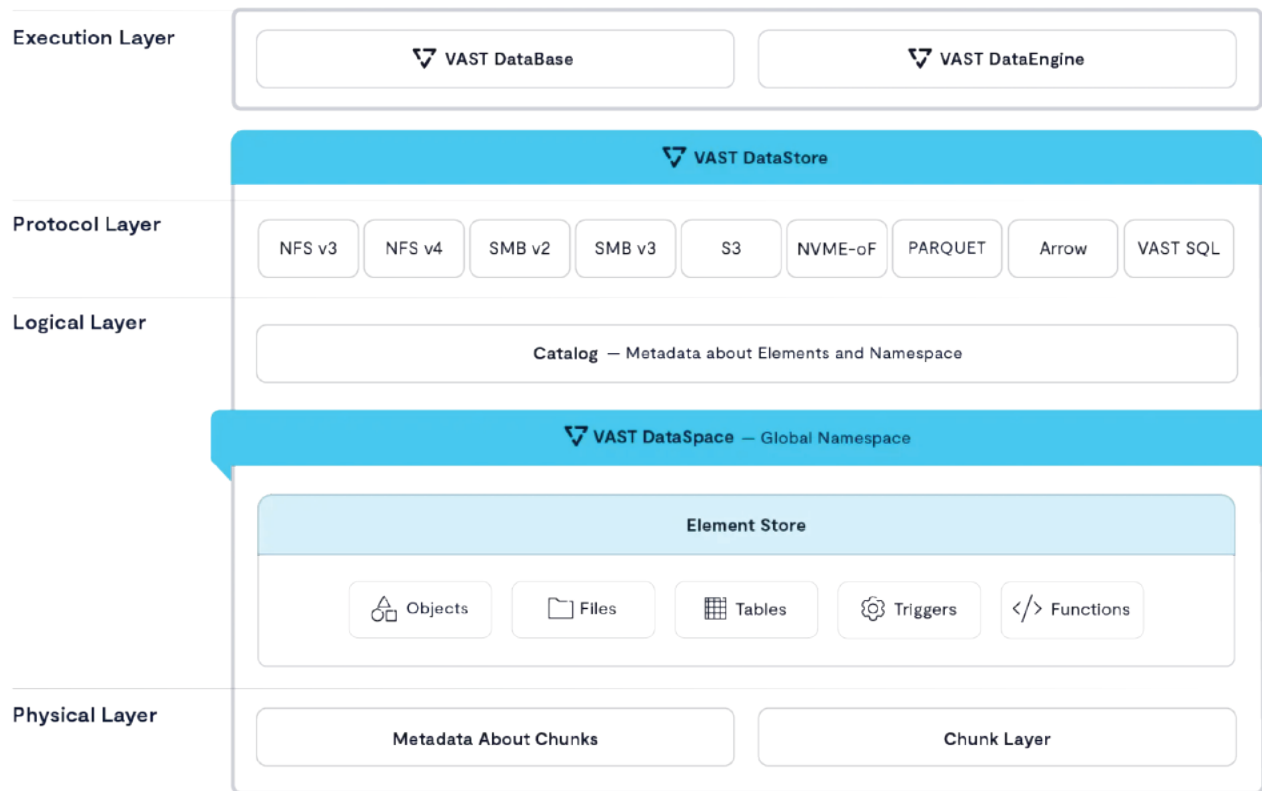 Execution Layer
VAST DataBase
VAST DataEngine
VAST DataStore
Protocol Layer
NFS v3
NFS v4
SMB v2
SMB v3
S3
NVME-oF
PARQUET
Arrow
VAST SQL
Logical Layer
Catalog — Metadata about Elements and Namespace
VAST DataSpace — Global Namespace
Element Store
Objects
Files
Tables
Triggers
</> Functions
Physical Layer
Metadata About Chunks
Chunk Layer